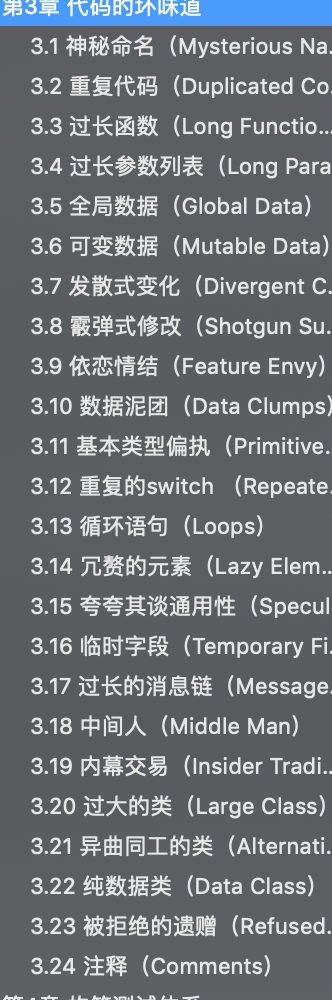 第3章 代码的坏味道
3.1 神秘命名（Mysterious Na...
3.2 重复代码（Duplicated Co...
3.3 过长函数（Long Functio...
3.4 过长参数列表（Long Para
3.5 全局数据（Global Data）
3.6 可变数据（Mutable Data）
3.7 发散式变化（Divergent C...
3.8 霰弹式修改（Shotgun Su...
3.9 依恋情结（Feature Envy）
3.10 数据泥团（Data Clumps）
3.11 基本类型偏执（Primitive...
3.12 重复的switch （Repeate...
3.13 循环语句（Loops）
3.14 冗赘的元素（Lazy Elem...
3.15 夸夸其谈通用性（Specul
3.16 临时字段（Temporary Fi...
3.17 过长的消息链（Message...
3.18 中间人（Middle Man）
3.19 内幕交易（Insider Tradi...
3.20 过大的类（Large Class）
3.21 异曲同工的类（Alternati...
3.22 纯数据类（Data Class）
3.23 被拒绝的遗赠（Refused...
3.24 注释（Comments）
第4章 构筑测试体系